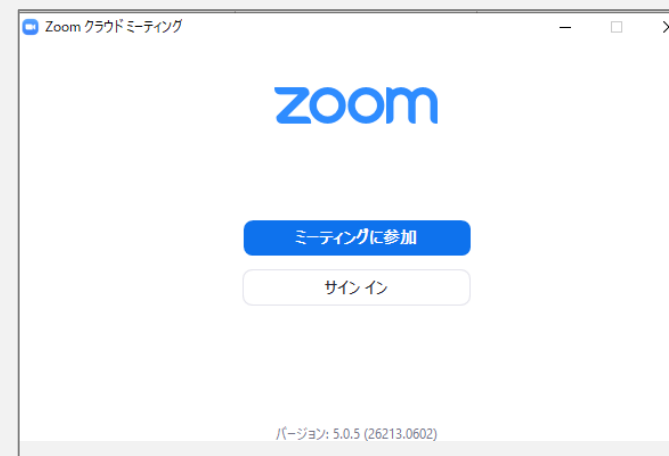 Zoom クラウド ミーティング
zoom
ミーティングに参加
サイン イン
バージョン: 5.0.5 (26213.0602)